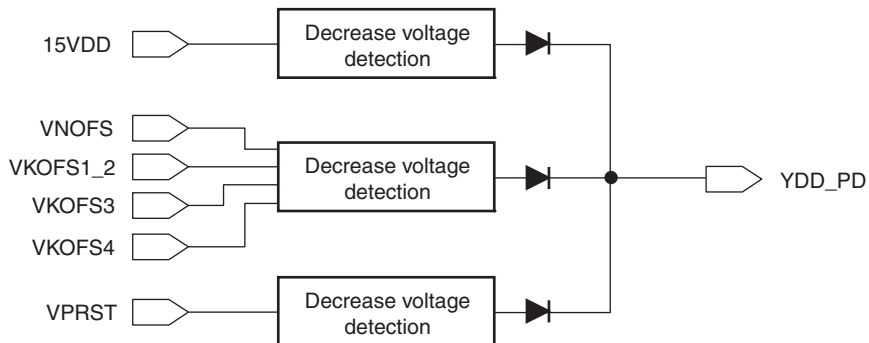 15VDD
Decrease voltage
detection
VNOFS
VKOFS1_2
VKOFS3
VKOFS4
Decrease voltage
detection
YDD_PD
VPRST
Decrease voltage
detection